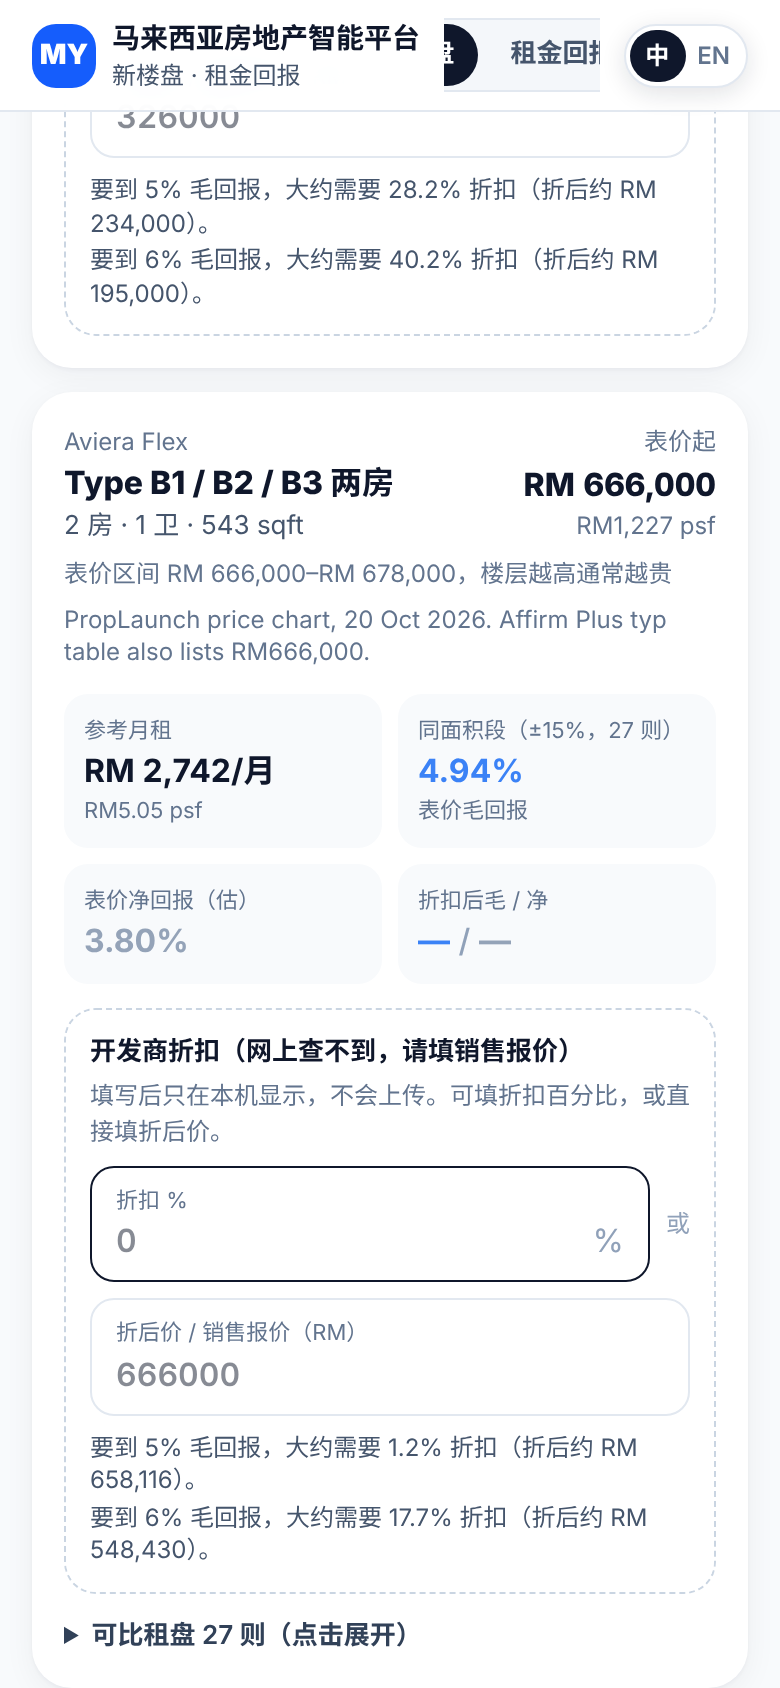 MY
马来西亚房地产智能平台
新楼盘 · 租金回报
盘
租金回报
中
EN
326000
要到 5% 毛回报，大约需要 28.2% 折扣（折后约 RM
234,000）。
要到 6% 毛回报，大约需要 40.2% 折扣（折后约 RM
195,000）。
Aviera Flex
表价起
Type B1 / B2 / B3 两房
RM 666,000
2 房 · 1 卫 · 543 sqft
RM1,227 psf
表价区间 RM 666,000–RM 678,000，楼层越高通常越贵
PropLaunch price chart, 20 Oct 2026. Affirm Plus typ
table also lists RM666,000.
参考月租
RM 2,742/月
RM5.05 psf
同面积段（±15%，27 则）
4.94%
表价毛回报
表价净回报（估）
3.80%
折扣后毛 / 净
— / —
开发商折扣（网上查不到，请填销售报价）
填写后只在本机显示，不会上传。可填折扣百分比，或直
接填折后价。
折扣 %
0
%
或
折后价 / 销售报价（RM）
666000
要到 5% 毛回报，大约需要 1.2% 折扣（折后约 RM
658,116）。
要到 6% 毛回报，大约需要 17.7% 折扣（折后约 RM
548,430）。
▶ 可比租盘 27 则（点击展开）